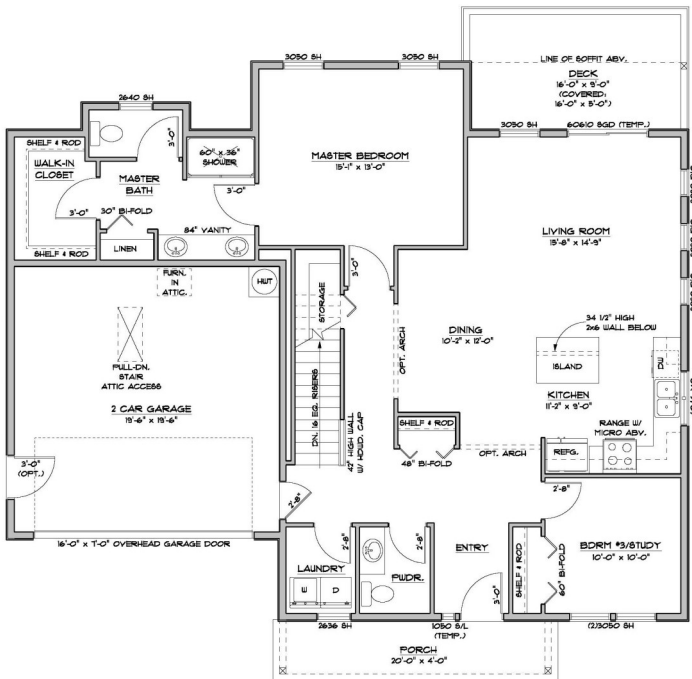 3050 SH
3050 SH
LINE OF SOFFIT ABV.
DECK
16'-0" x 9'-0"
(COVERED:
16'-0" x 5'-0")
2640 SH
3050 SH
60610 SGD (TEMP.)
SHELF & ROD
WALK-IN
CLOSET
3'-0"
SHELF & ROD
3'-0"
60" x 36"
SHOWER
MASTER
BATH
30" BI-FOLD
LINEN
84" VANITY
3'-0"
MASTER BEDROOM
15'-1" x 13'-0"
3'-0"
LIVING ROOM
15'-8" x 14'-9"
FURN.
IN
ATTIC.
HWT
STORAGE
PULL-DN.
STAIR
ATTIC ACCESS
DN. 16 EQ. RISERS
OPT. ARCH
DINING
10'-2" x 12'-0"
34 1/2" HIGH
2x6 WALL BELOW
ISLAND
DW
KITCHEN
11'-2" x 9'-0"
2 CAR GARAGE
19'-6" x 19'-6"
42" HIGH WALL
W/ HDWD. CAP
SHELF & ROD
48" BI-FOLD
OPT. ARCH
RANGE W/
MICRO ABV.
REFG.
3'-0"
(OPT.)
2'-8"
2'-8"
16'-0" x 7'-0" OVERHEAD GARAGE DOOR
2'-8"
2'-8"
LAUNDRY
E D
PWDR.
ENTRY
3'-0"
SHELF & ROD
60" BI-FOLD
BDRM #3/STUDY
10'-0" x 10'-0"
2636 SH
1050 S/L
(TEMP.)
(2)3050 SH
PORCH
20'-0" x 4'-0"